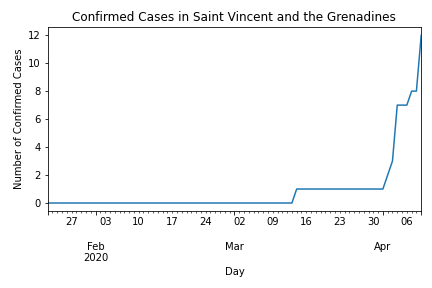 Confirmed Cases in Saint Vincent and the Grenadines
12
10
8
6
4
2
0
Number of Confirmed Cases
27 03 10 17 24 02 09 16 23 30 06
Feb Mar Apr
2020
Day